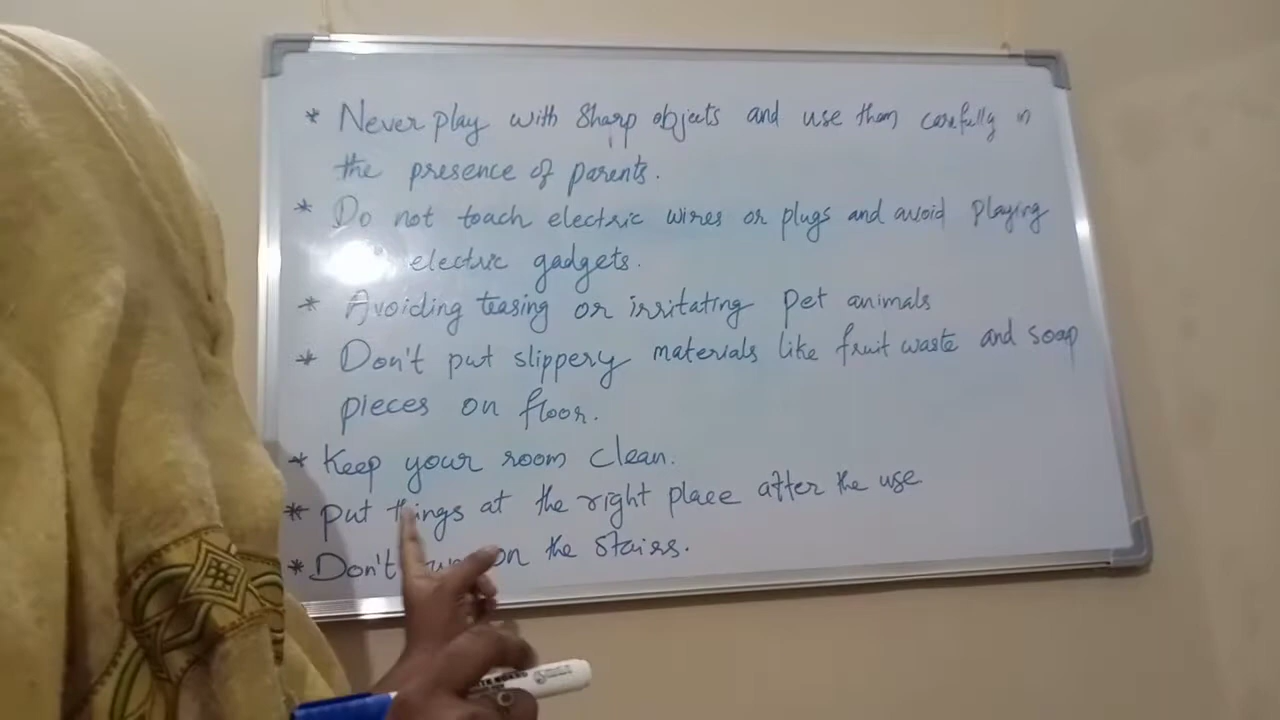 * Never play with Sharp objects and use them carefully in
the presence of parents.
* Do not touch electric wires or plugs and avoid playing
electric gadgets.
* Avoiding teasing or irritating pet animals
* Don't put slippery materials like fruit waste and soap
pieces on floor.
* Keep your room clean.
* put things at the right place after the use
* Don't run on the stairs.